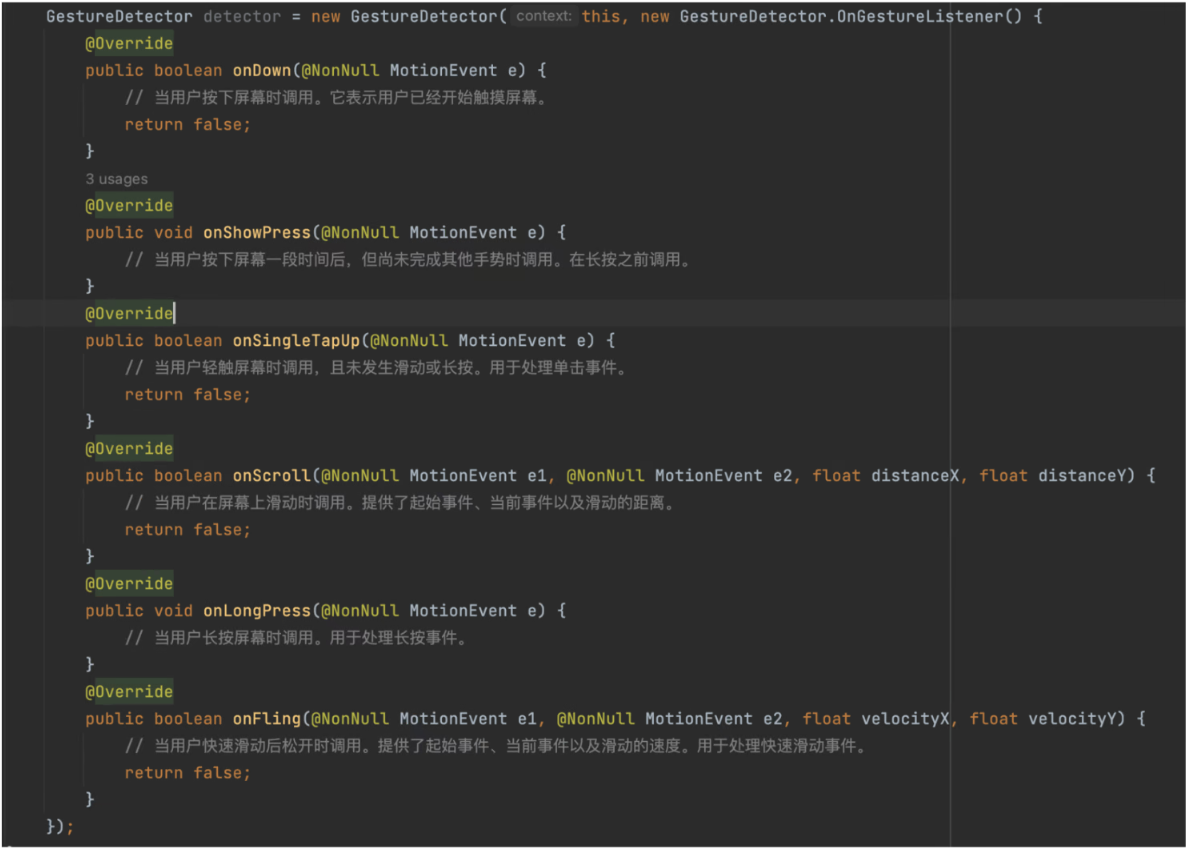 GestureDetector detector = new GestureDetector( context: this, new GestureDetector.OnGestureListener() {
@Override
public boolean onDown(@NonNull MotionEvent e) {
// 当用户按下屏幕时调用。它表示用户已经开始触摸屏幕。
return false;
}
3 usages
@Override
public void onShowPress(@NonNull MotionEvent e) {
// 当用户按下屏幕一段时间后，但尚未完成其他手势时调用。在长按之前调用。
}
@Override
public boolean onSingleTapUp(@NonNull MotionEvent e) {
// 当用户轻触屏幕时调用，且未发生滑动或长按。用于处理单击事件。
return false;
}
@Override
public boolean onScroll(@NonNull MotionEvent e1, @NonNull MotionEvent e2, float distanceX, float distanceY) {
// 当用户在屏幕上滑动时调用。提供了起始事件、当前事件以及滑动的距离。
return false;
}
@Override
public void onLongPress(@NonNull MotionEvent e) {
// 当用户长按屏幕时调用。用于处理长按事件。
}
@Override
public boolean onFling(@NonNull MotionEvent e1, @NonNull MotionEvent e2, float velocityX, float velocityY) {
// 当用户快速滑动后松开时调用。提供了起始事件、当前事件以及滑动的速度。用于处理快速滑动事件。
return false;
}
});